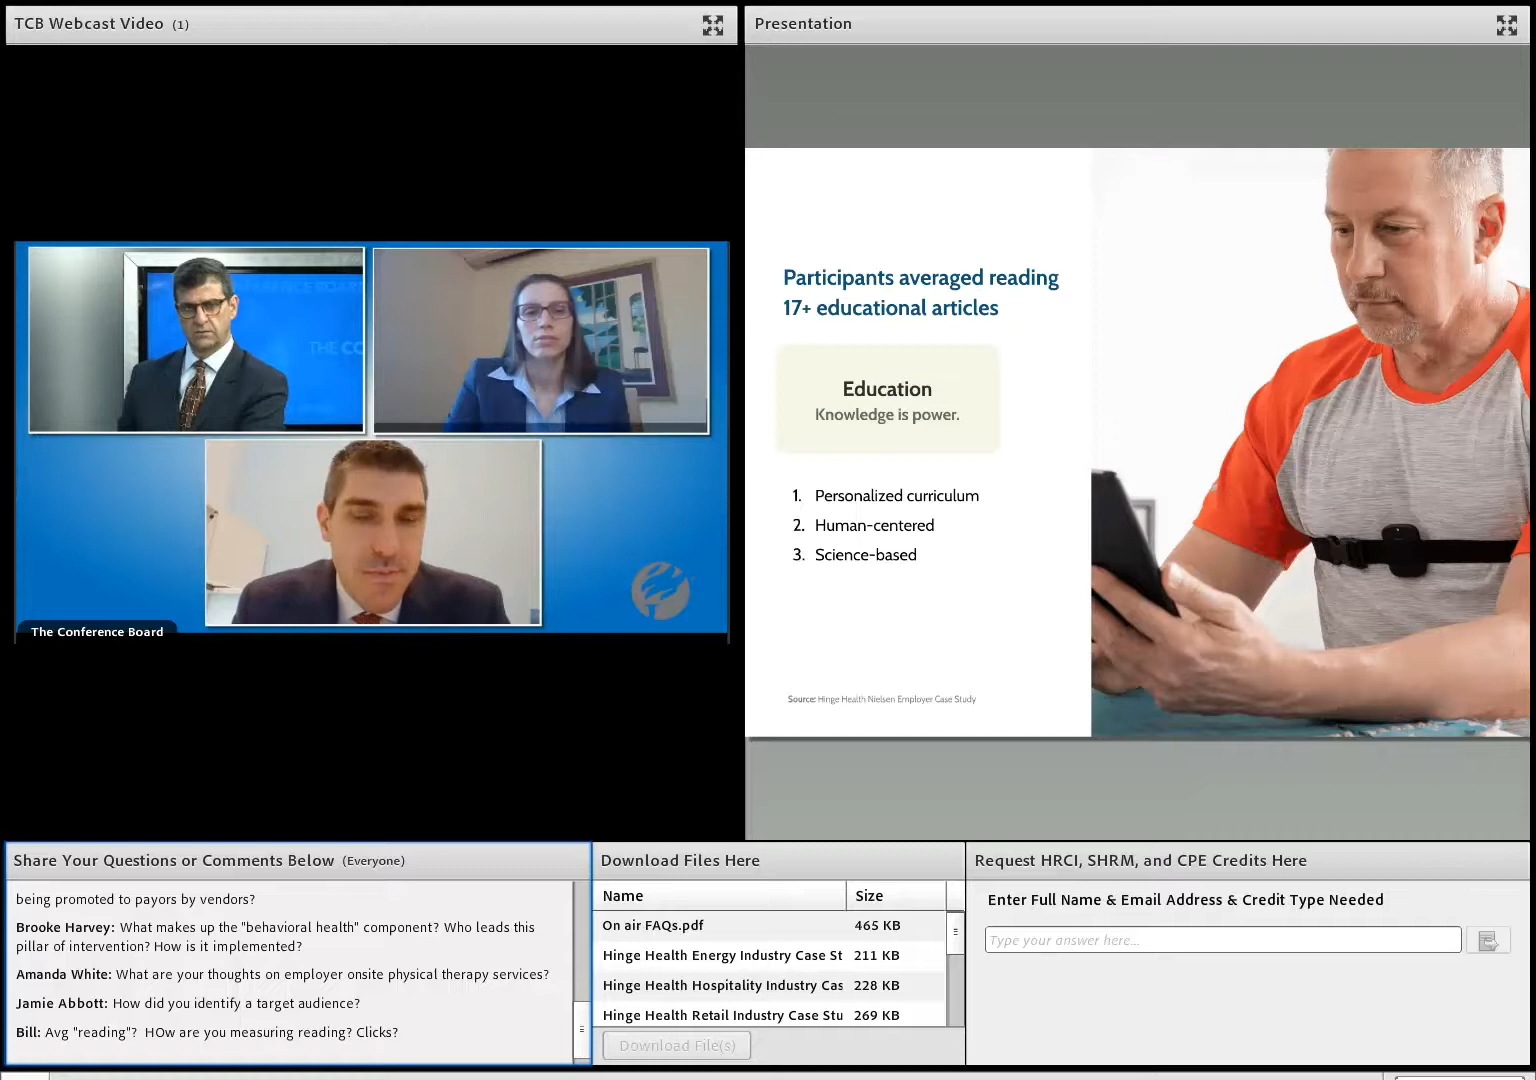 TCB Webcast Video (1)
THE CO
The Conference Board
Presentation
Participants averaged reading
17+ educational articles
Education
Knowledge is power.
1. Personalized curriculum
2. Human-centered
3. Science-based
Source: Hinge Health Nielsen Employer Case Study
Share Your Questions or Comments Below (Everyone)
being promoted to payors by vendors?
Brooke Harvey: What makes up the "behavioral health" component? Who leads this
pillar of intervention? How is it implemented?
Amanda White: What are your thoughts on employer onsite physical therapy services?
Jamie Abbott: How did you identify a target audience?
Bill: Avg "reading"?  HOw are you measuring reading? Clicks?
Download Files Here
Name Size
On air FAQs.pdf 465 KB
Hinge Health Energy Industry Case St 211 KB
Hinge Health Hospitality Industry Cas 228 KB
Hinge Health Retail Industry Case Stu 269 KB
Download File(s)
Request HRCI, SHRM, and CPE Credits Here
Enter Full Name & Email Address & Credit Type Needed
Type your answer here...